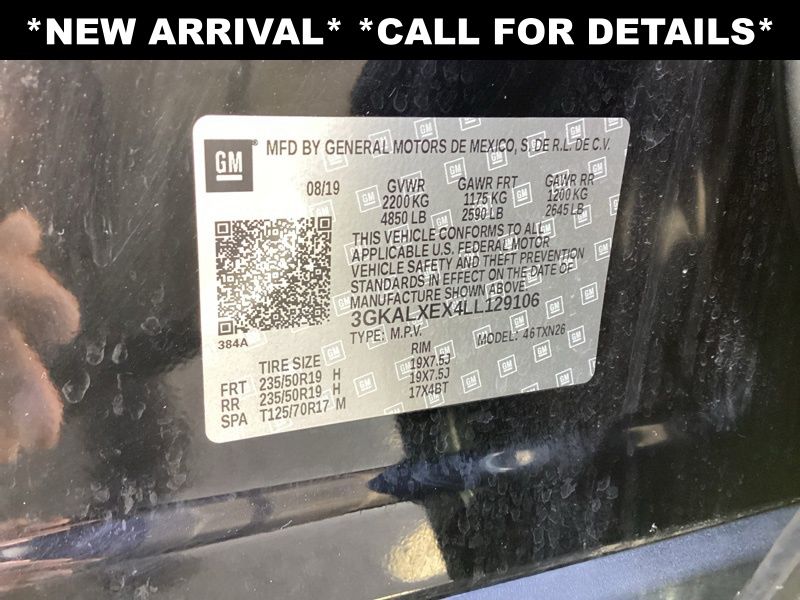 *NEW ARRIVAL* *CALL FOR DETAILS*
GM MFD BY GENERAL MOTORS DE MEXICO, S. DE R.L. DE C.V.
08/19 GVWR GAWR FRT GAWR RR
2200 KG 1175 KG 1200 KG
4850 LB 2590 LB 2645 LB
THIS VEHICLE CONFORMS TO ALL
APPLICABLE U.S. FEDERAL MOTOR
VEHICLE SAFETY AND THEFT PREVENTION
STANDARDS IN EFFECT ON THE DATE OF
MANUFACTURE SHOWN ABOVE.
3GKALXEX4LL129106
384A TYPE: M.P.V. MODEL: 46TXN26
TIRE SIZE RIM
FRT 235/50R19 H 19X7.5J
RR 235/50R19 H 19X7.5J
SPA T125/70R17 M 17X4BT